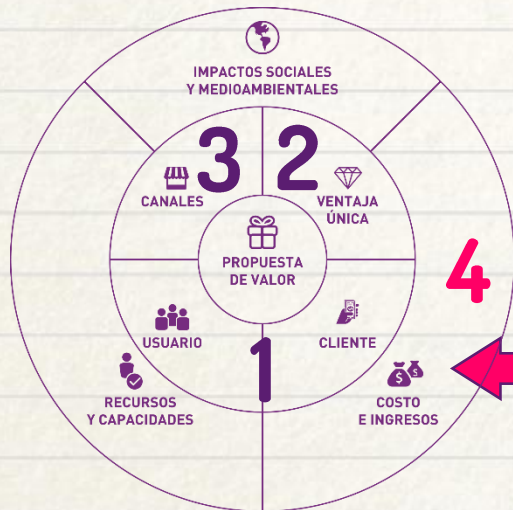 IMPACTOS SOCIALES
Y MEDIOAMBIENTALES
3
2
CANALES
VENTAJA
ÚNICA
PROPUESTA
DE VALOR
4
USUARIO
1
CLIENTE
RECURSOS
Y CAPACIDADES
COSTO
E INGRESOS